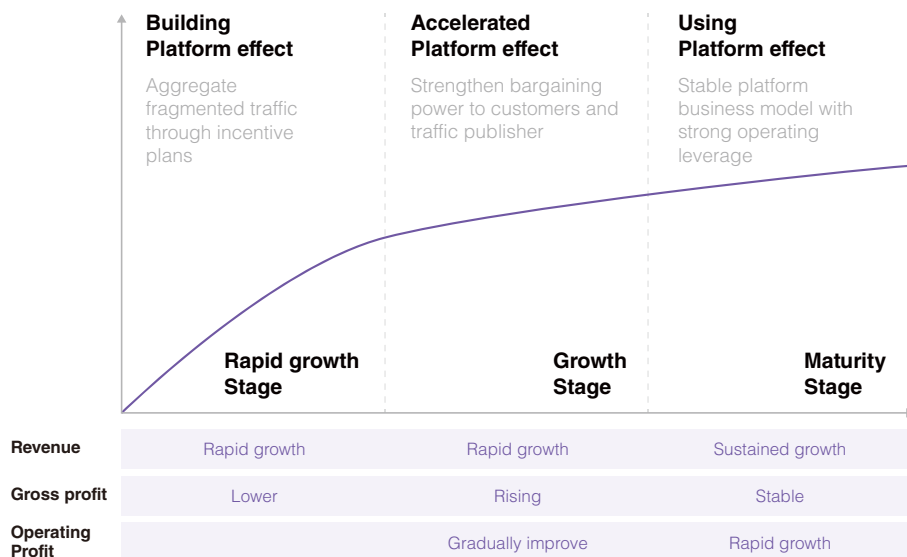 Building
Platform effect
Aggregate
fragmented traffic
through incentive
plans
Accelerated
Platform effect
Strengthen bargaining
power to customers and
traffic publisher
Using
Platform effect
Stable platform
business model with
strong operating
leverage
Rapid growth
Stage
Growth
Stage
Maturity
Stage
Revenue
Rapid growth
Rapid growth
Sustained growth
Gross profit
Lower
Rising
Stable
Operating
Profit
Gradually improve
Rapid growth